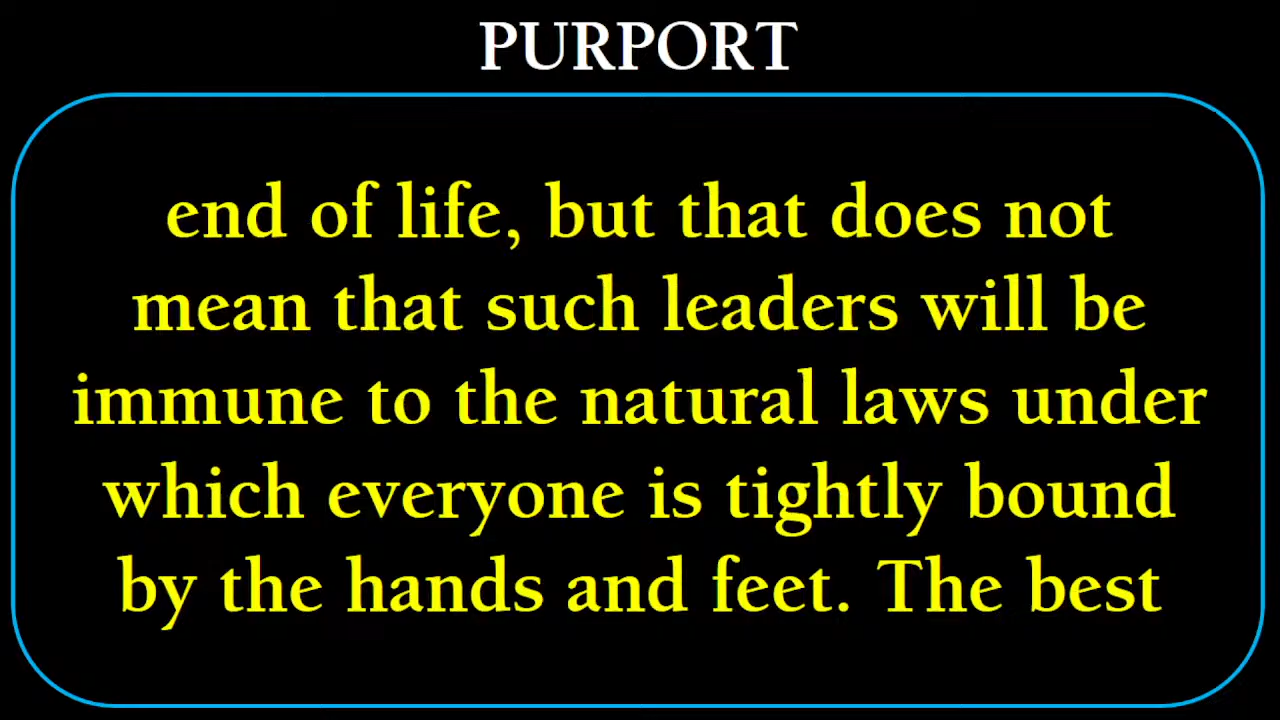 PURPORT
end of life, but that does not
mean that such leaders will be
immune to the natural laws under
which everyone is tightly bound
by the hands and feet. The best